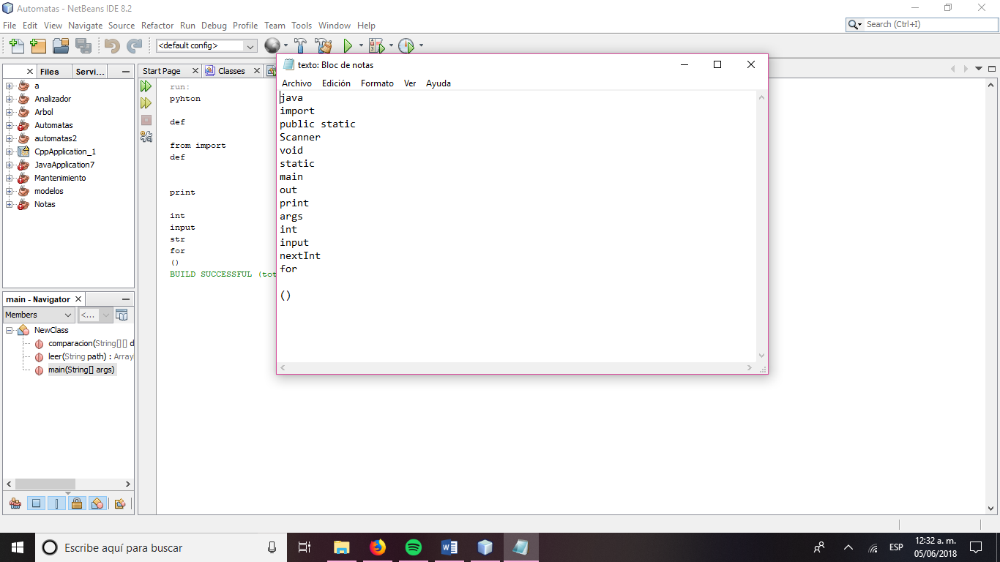 Automatas - NetBeans IDE 8.2
File Edit View Navigate Source Refactor Run Debug Profile Team Tools Window Help
Search (Ctrl+I)
<default config>
Files Servi...
Start Page Classes
a
Analizador
Arbol
Automatas
automatas2
CppApplication_1
JavaApplication7
Mantenimiento
modelos
Notas
run:
pyhton
def
from import
def
print
int
input
str
for
()
BUILD SUCCESSFUL (tot
texto: Bloc de notas
Archivo Edición Formato Ver Ayuda
java
import
public static
Scanner
void
static
main
out
print
args
int
input
nextInt
for
()
main - Navigator
Members <...
NewClass
comparacion(String[][] d
leer(String path) : Array
main(String[] args)
Escribe aquí para buscar
ESP
12:32 a. m.
05/06/2018